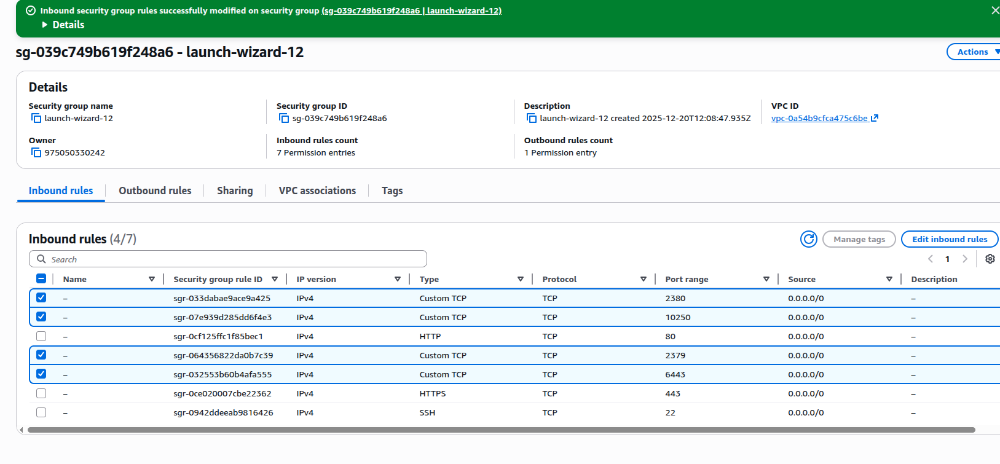 Inbound security group rules successfully modified on security group (sg-039c749b619f248a6 | launch-wizard-12)
Details
sg-039c749b619f248a6 - launch-wizard-12
Actions
Details
Security group name
launch-wizard-12
Security group ID
sg-039c749b619f248a6
Description
launch-wizard-12 created 2025-12-20T12:08:47.935Z
VPC ID
vpc-0a54b9cfca475c6be
Owner
975050330242
Inbound rules count
7 Permission entries
Outbound rules count
1 Permission entry
Inbound rules Outbound rules Sharing VPC associations Tags
Inbound rules (4/7)
Manage tags
Edit inbound rules
Search
1
Name Security group rule ID IP version Type Protocol Port range Source Description
– sgr-033dabae9ace9a425 IPv4 Custom TCP TCP 2380 0.0.0.0/0 –
– sgr-07e939d285dd6f4e3 IPv4 Custom TCP TCP 10250 0.0.0.0/0 –
– sgr-0cf125ffc1f85bec1 IPv4 HTTP TCP 80 0.0.0.0/0 –
– sgr-064356822da0b7c39 IPv4 Custom TCP TCP 2379 0.0.0.0/0 –
– sgr-032553b60b4afa555 IPv4 Custom TCP TCP 6443 0.0.0.0/0 –
– sgr-0ce020007cbe22362 IPv4 HTTPS TCP 443 0.0.0.0/0 –
– sgr-0942ddeeab9816426 IPv4 SSH TCP 22 0.0.0.0/0 –